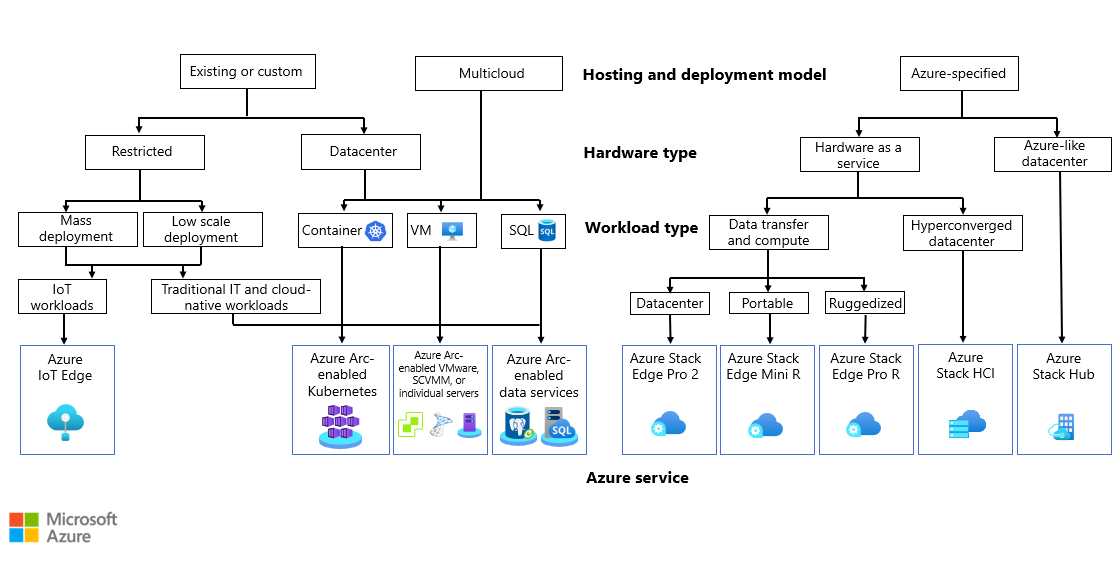 Existing or custom
Multicloud
Hosting and deployment model
Azure-specified
Restricted
Datacenter
Hardware type
Hardware as a
service
Azure-like
datacenter
Mass
deployment
Low scale
deployment
Container
VM
SQL
SQL
Workload type
Data transfer
and compute
Hyperconverged
datacenter
IoT
workloads
Traditional IT and cloud-
native workloads
Datacenter
Portable
Ruggedized
Azure
IoT Edge
Azure Arc-
enabled
Kubernetes
Azure Arc-
enabled VMware,
SCVMM, or
individual servers
Azure Arc-
enabled
data services
SQL
Azure Stack
Edge Pro 2
Azure Stack
Edge Mini R
Azure Stack
Edge Pro R
Azure
Stack HCI
Azure
Stack Hub
Azure service
Microsoft
Azure